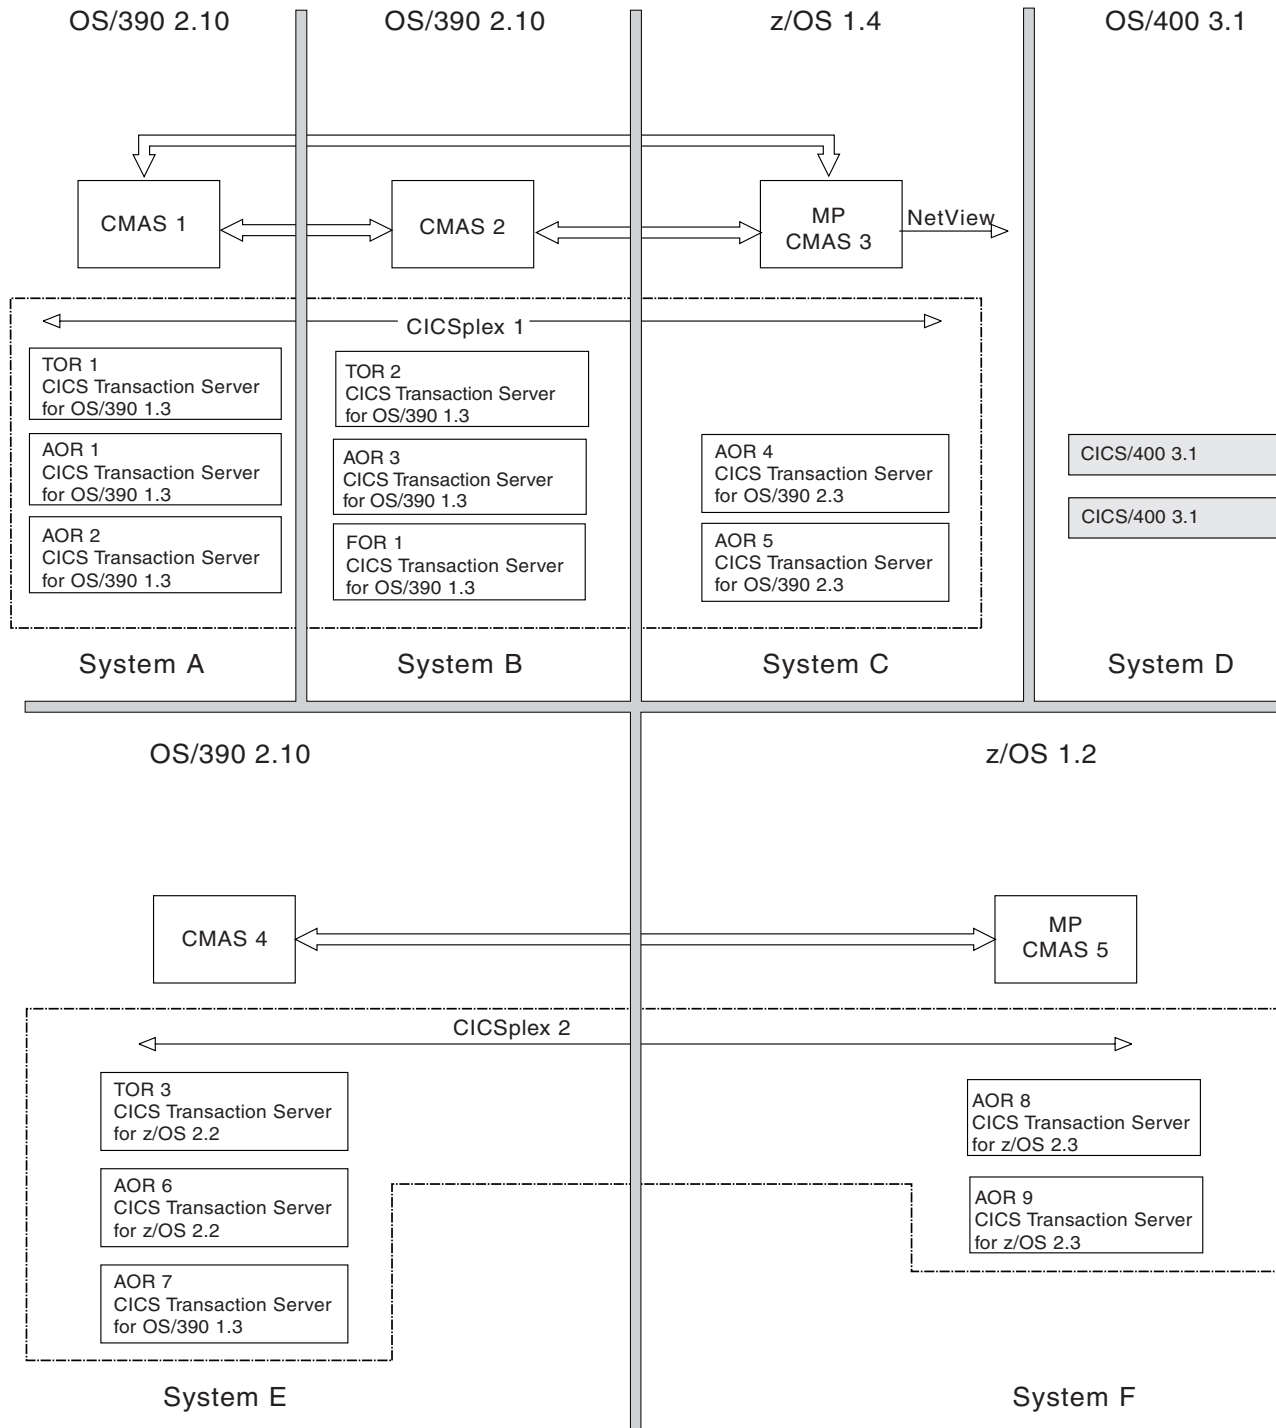 OS/390 2.10
OS/390 2.10
z/OS 1.4
OS/400 3.1
CMAS 1
CMAS 2
MP
CMAS 3
NetView
CICSplex 1
TOR 1
CICS Transaction Server
for OS/390 1.3
AOR 1
CICS Transaction Server
for OS/390 1.3
AOR 2
CICS Transaction Server
for OS/390 1.3
TOR 2
CICS Transaction Server
for OS/390 1.3
AOR 3
CICS Transaction Server
for OS/390 1.3
FOR 1
CICS Transaction Server
for OS/390 1.3
AOR 4
CICS Transaction Server
for OS/390 2.3
AOR 5
CICS Transaction Server
for OS/390 2.3
CICS/400 3.1
CICS/400 3.1
System A
System B
System C
System D
OS/390 2.10
z/OS 1.2
CMAS 4
MP
CMAS 5
CICSplex 2
TOR 3
CICS Transaction Server
for z/OS 2.2
AOR 6
CICS Transaction Server
for z/OS 2.2
AOR 7
CICS Transaction Server
for OS/390 1.3
AOR 8
CICS Transaction Server
for z/OS 2.3
AOR 9
CICS Transaction Server
for z/OS 2.3
System E
System F